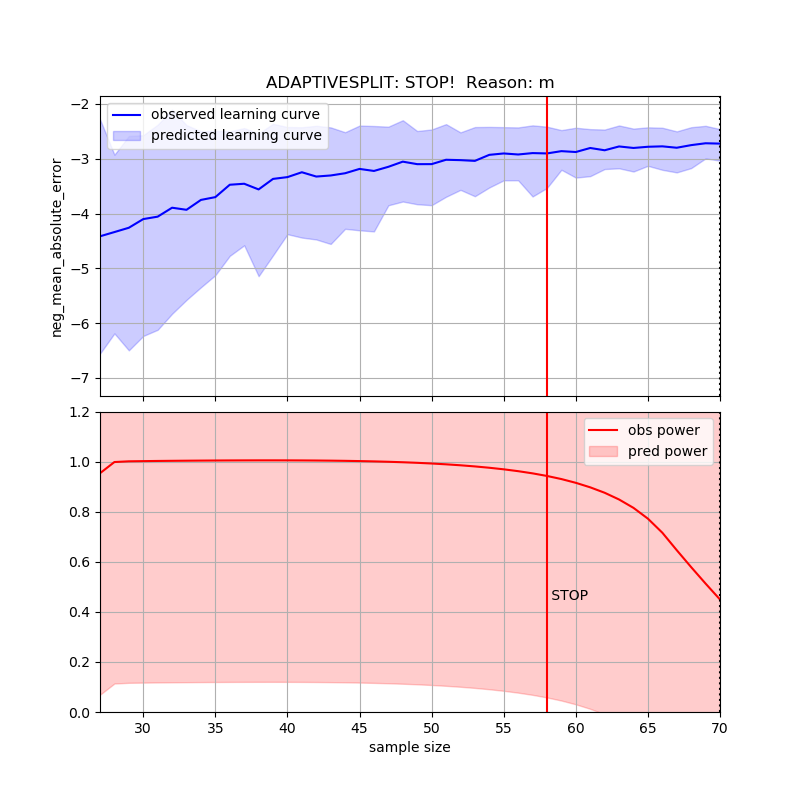 ADAPTIVESPLIT: STOP!  Reason: m
observed learning curve
predicted learning curve
neg_mean_absolute_error
−2
−3
−4
−5
−6
−7
1.2
1.0
0.8
0.6
0.4
0.2
0.0
obs power
pred power
STOP
30 35 40 45 50 55 60 65 70
sample size